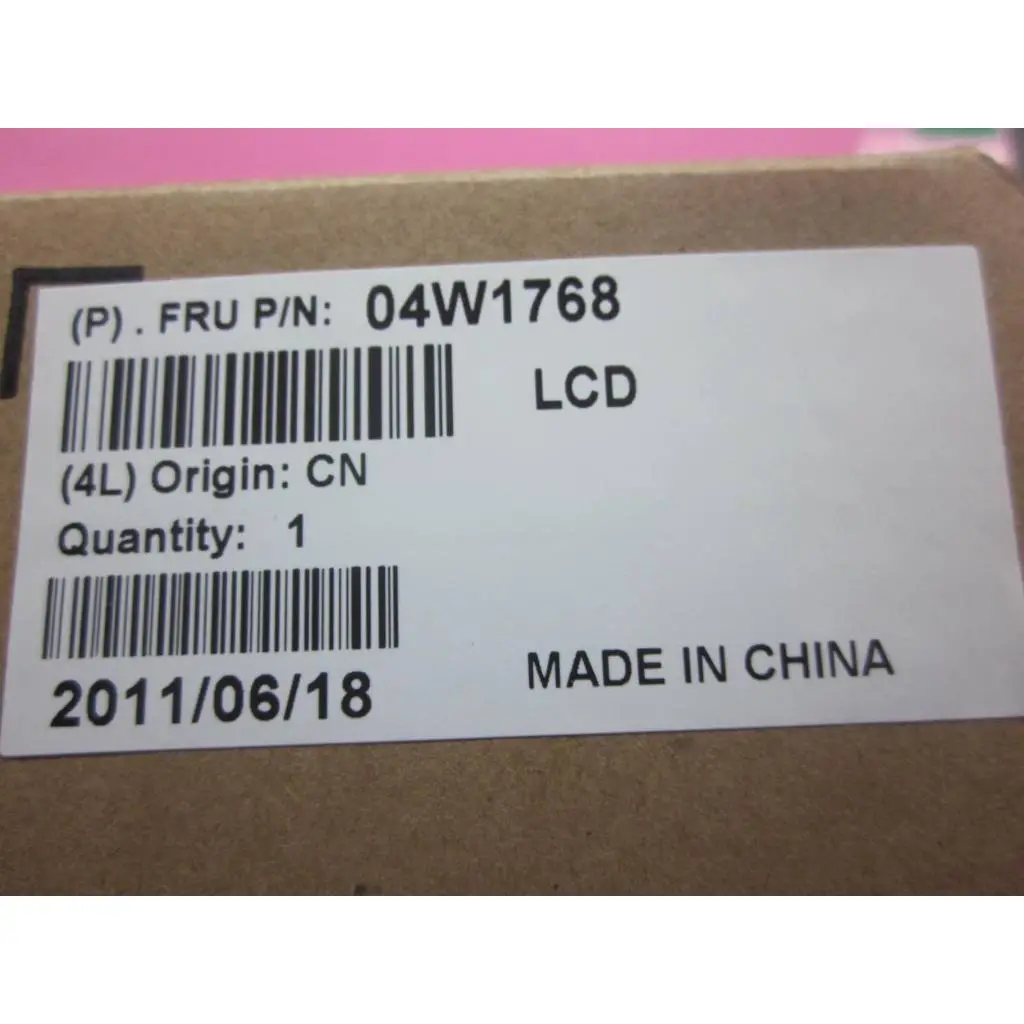 (P) . FRU P/N: 04W1768
LCD
(4L) Origin: CN
Quantity: 1
2011/06/18
MADE IN CHINA